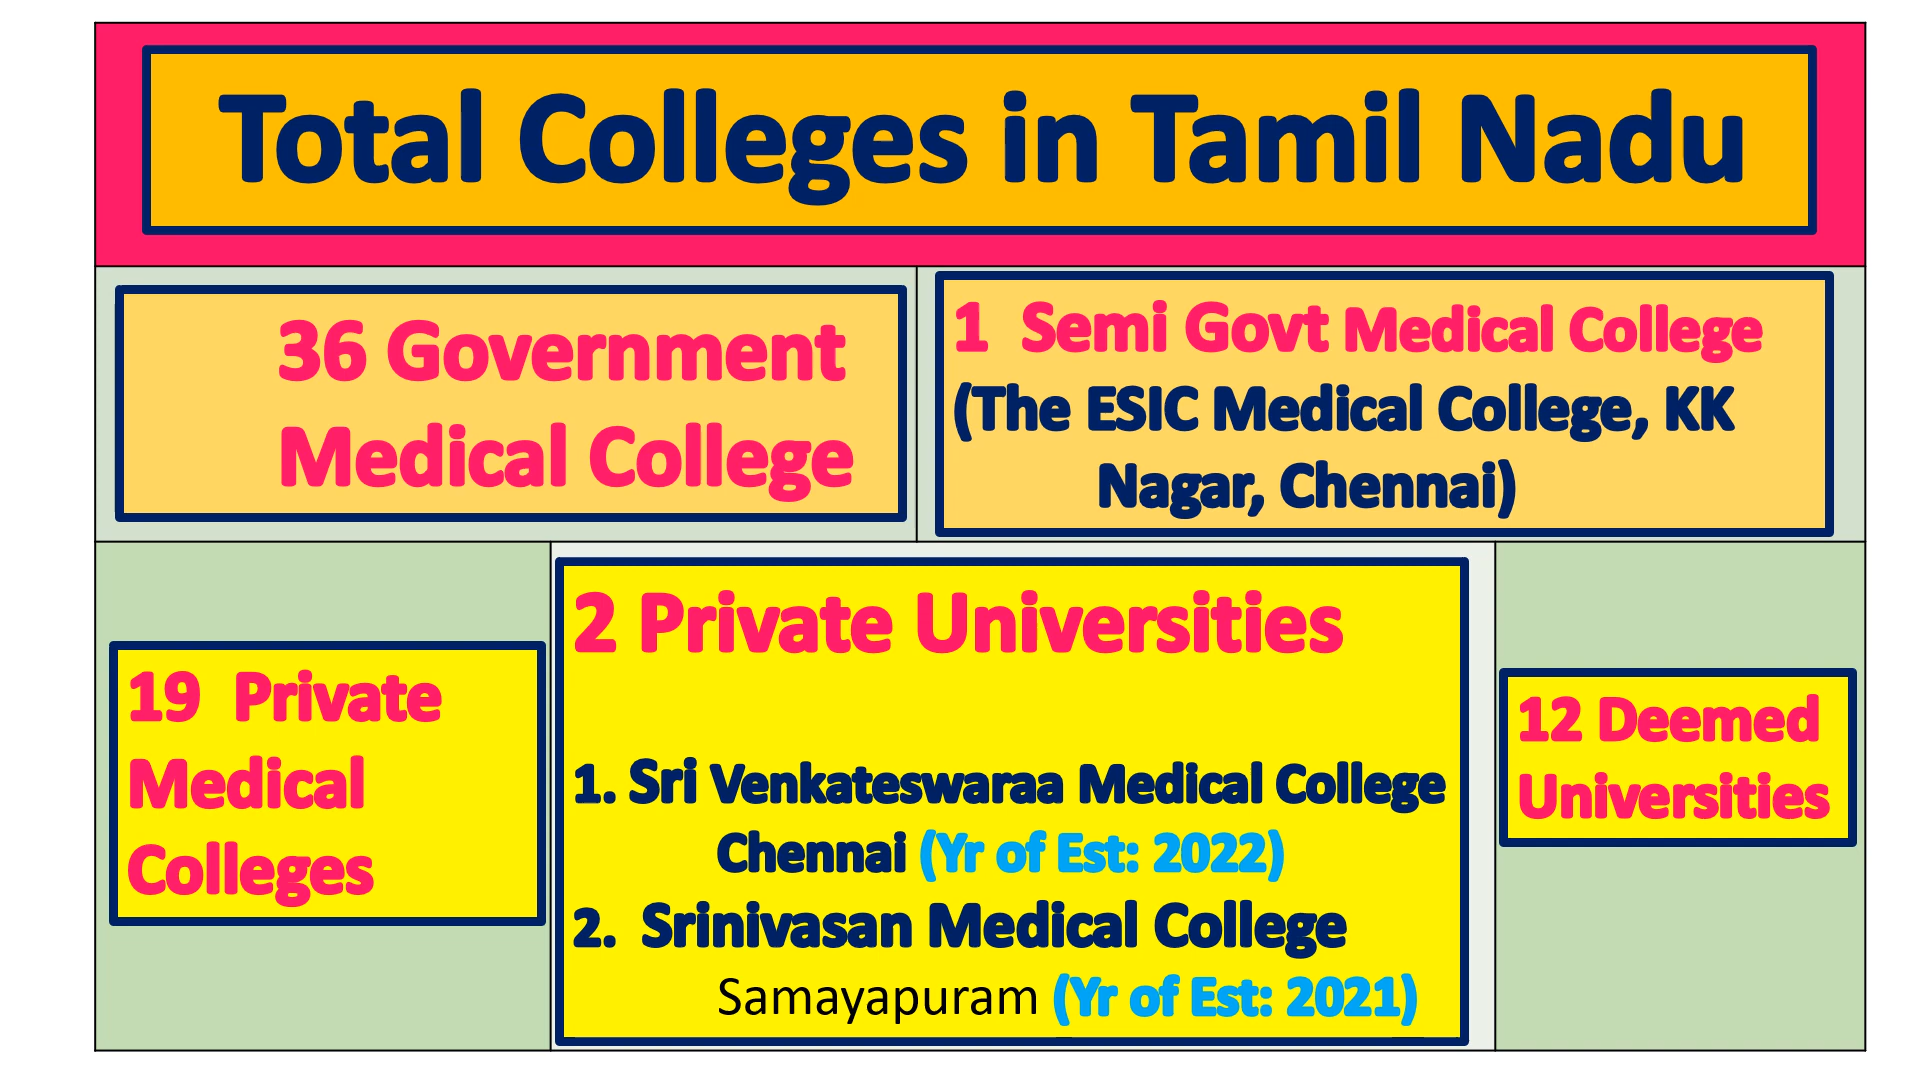 Total Colleges in Tamil Nadu
36 Government
Medical College
1 Semi Govt Medical College
(The ESIC Medical College, KK
Nagar, Chennai)
19 Private
Medical
Colleges
2 Private Universities
1. Sri Venkateswaraa Medical College
Chennai (Yr of Est: 2022)
2. Srinivasan Medical College
Samayapuram (Yr of Est: 2021)
12 Deemed
Universities